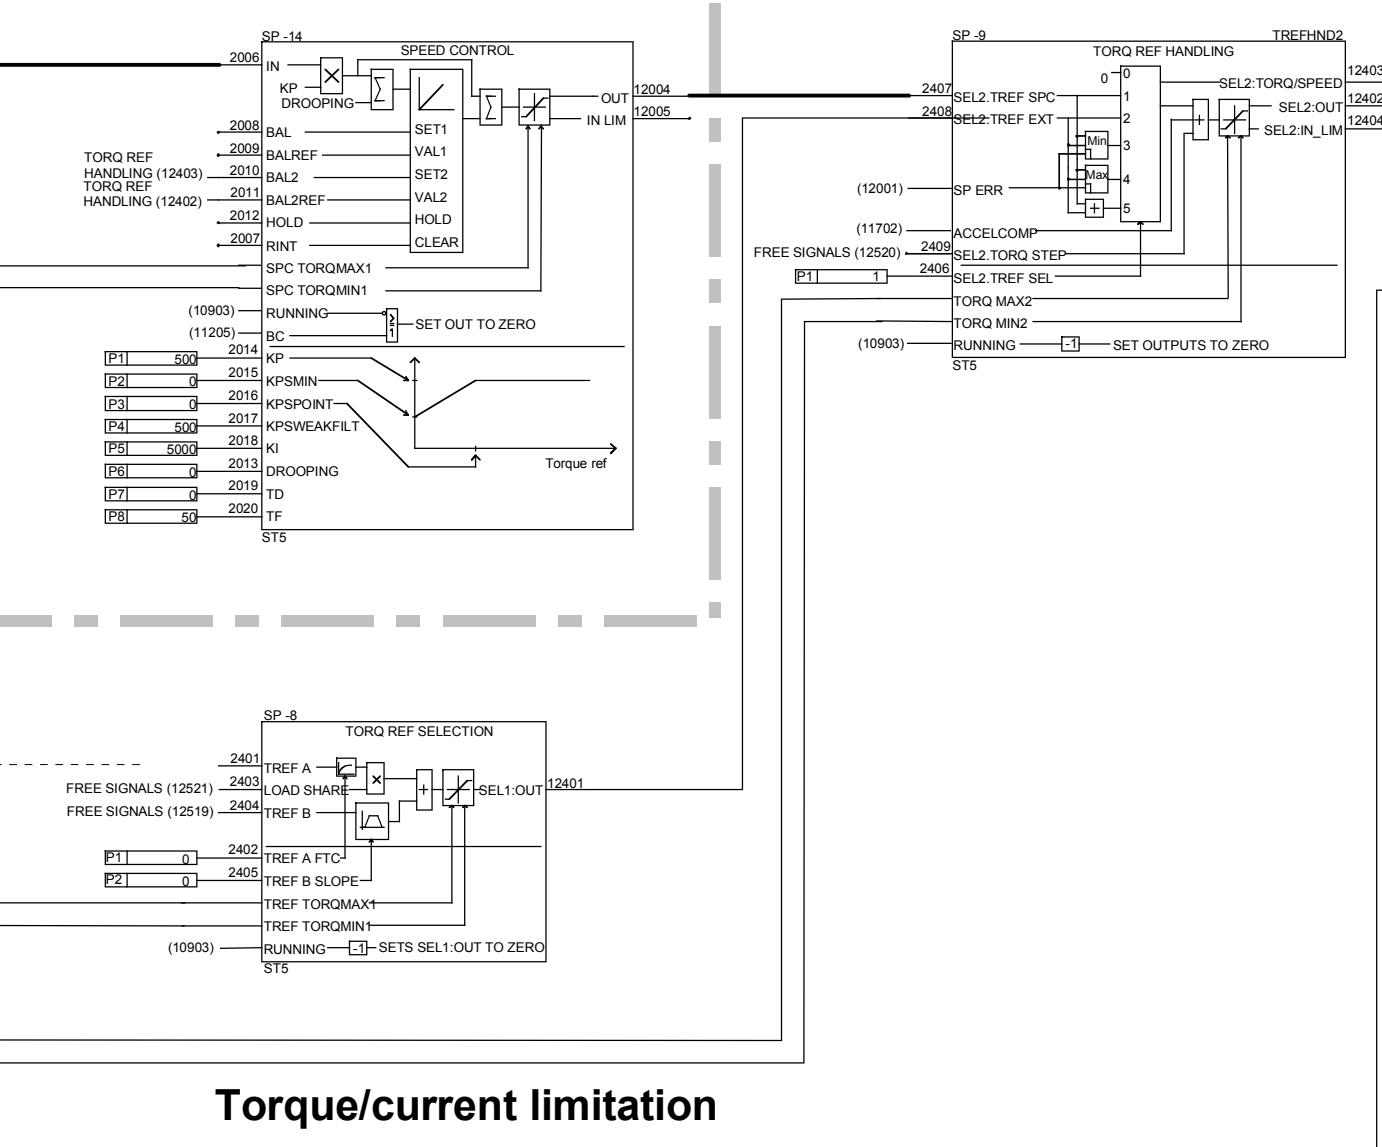 SP -14
SPEED CONTROL
2006
IN
KP
DROOPING
OUT
12004
IN LIM
12005
2008
BAL
SET1
2009
BALREF
VAL1
TORQ REF
HANDLING (12403)
2010
BAL2
SET2
TORQ REF
HANDLING (12402)
2011
BAL2REF
VAL2
2012
HOLD
HOLD
2007
RINT
CLEAR
SPC TORQMAX1
SPC TORQMIN1
(10903)
RUNNING
≥
1
SET OUT TO ZERO
(11205)
BC
P1 500
2014
KP
P2 0
2015
KPSMIN
P3 0
2016
KPSPOINT
P4 500
2017
KPSWEAKFILT
P5 5000
2018
KI
P6 0
2013
DROOPING
Torque ref
P7 0
2019
TD
P8 50
2020
TF
ST5
SP -9
TREFHND2
TORQ REF HANDLING
0
0
SEL2:TORQ/SPEED
12403
2407
SEL2.TREF SPC
1
SEL2:OUT
12402
2408
SEL2.TREF EXT
2
+
SEL2:IN_LIM
12404
Min
3
Max
4
(12001)
SP ERR
+
5
(11702)
ACCELCOMP
FREE SIGNALS (12520)
2409
SEL2.TORQ STEP
P1 1
2406
SEL2.TREF SEL
TORQ MAX2
TORQ MIN2
(10903)
RUNNING
-1
SET OUTPUTS TO ZERO
ST5
SP -8
TORQ REF SELECTION
2401
TREF A
FREE SIGNALS (12521)
2403
LOAD SHARE
+
SEL1:OUT
12401
FREE SIGNALS (12519)
2404
TREF B
P1 0
2402
TREF A FTC
P2 0
2405
TREF B SLOPE
TREF TORQMAX1
TREF TORQMIN1
(10903)
RUNNING
-1
SETS SEL1:OUT TO ZERO
ST5
Torque/current limitation